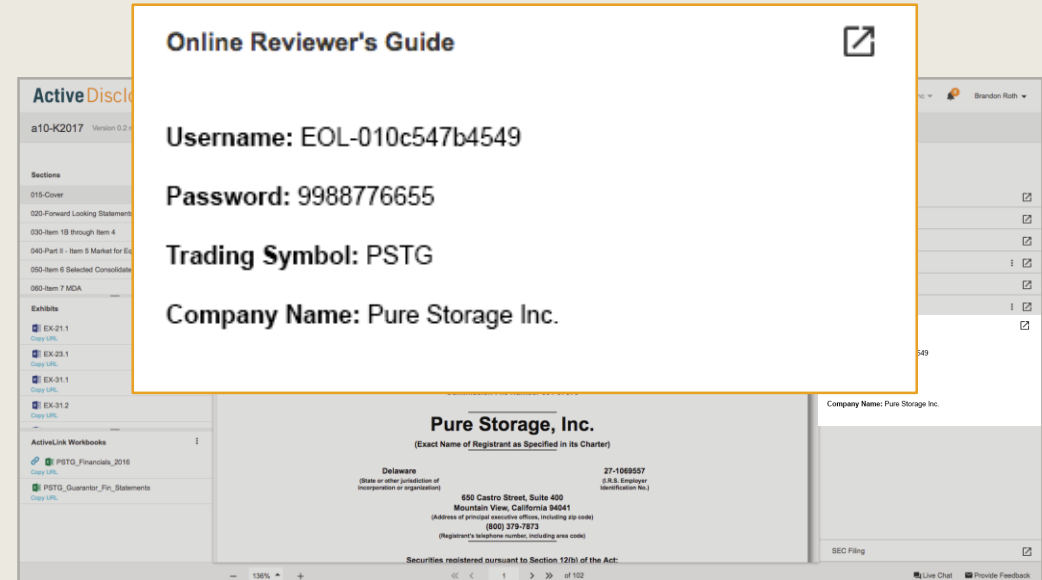 Online Reviewer's Guide
Username: EOL-010c547b4549
Password: 9988776655
Trading Symbol: PSTG
Company Name: Pure Storage Inc.
Brandon Roth
a10-K2017 Version 0.2
Sections
015-Cover
020-Forward Looking Statements
030-Item 1B through Item 4
040-Part II - Item 5 Market for
050-Item 6 Selected
060-Item 7 MDA
Exhibits
EX-21.1
Copy URL
EX-23.1
Copy URL
EX-31.1
Copy URL
EX-31.2
Copy URL
ActiveLink Workbooks
PSTG_Financials_2016
Copy URL
PSTG_Guarantor_Fin_Statements
Copy URL
Pure Storage, Inc.
(Exact Name of Registrant as Specified in its Charter)
Delaware 27-1069557
(State or other jurisdiction of (I.R.S. Employer
incorporation or organization) Identification No.)
650 Castro Street, Suite 400
Mountain View, California 94041
(Address of principal executive offices, including zip code)
(800) 379-7873
(Registrant's telephone number, including area code)
Securities registered pursuant to Section 12(b) of the Act:
549
Company Name: Pure Storage Inc.
SEC Filing
136% 1 of 102
Live Chat Provide Feedback